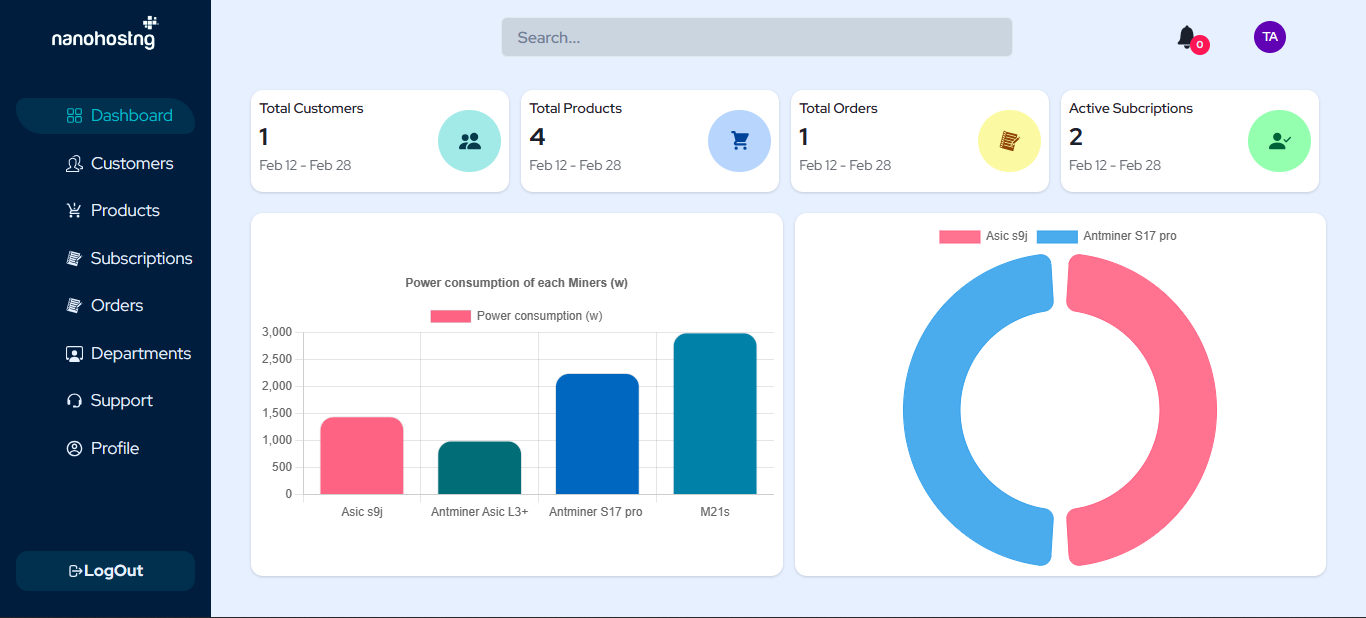 nanohostng
Search...
0
TA
Dashboard
Customers
Products
Subscriptions
Orders
Departments
Support
Profile
LogOut
Total Customers
1
Feb 12 - Feb 28
Total Products
4
Feb 12 - Feb 28
Total Orders
1
Feb 12 - Feb 28
Active Subcriptions
2
Feb 12 - Feb 28
Power consumption of each Miners (w)
Power consumption (w)
3,000
2,500
2,000
1,500
1,000
500
0
Asic s9j Antminer Asic L3+ Antminer S17 pro M21s
Asic s9j Antminer S17 pro